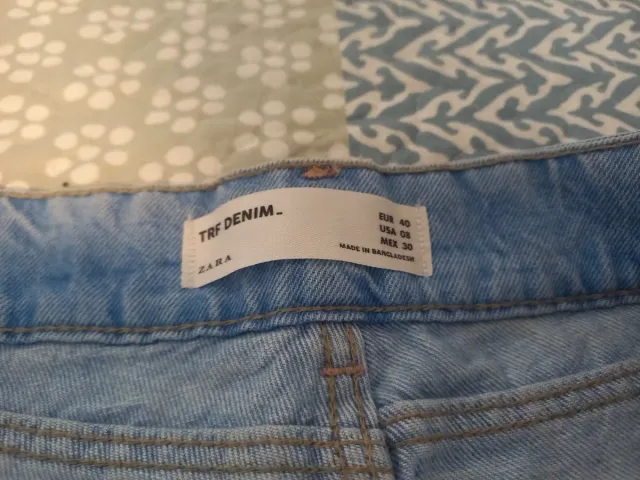 TRF DENIM_
ZARA
EUR 40
USA 08
MEX 30
MADE IN BANGLADESH